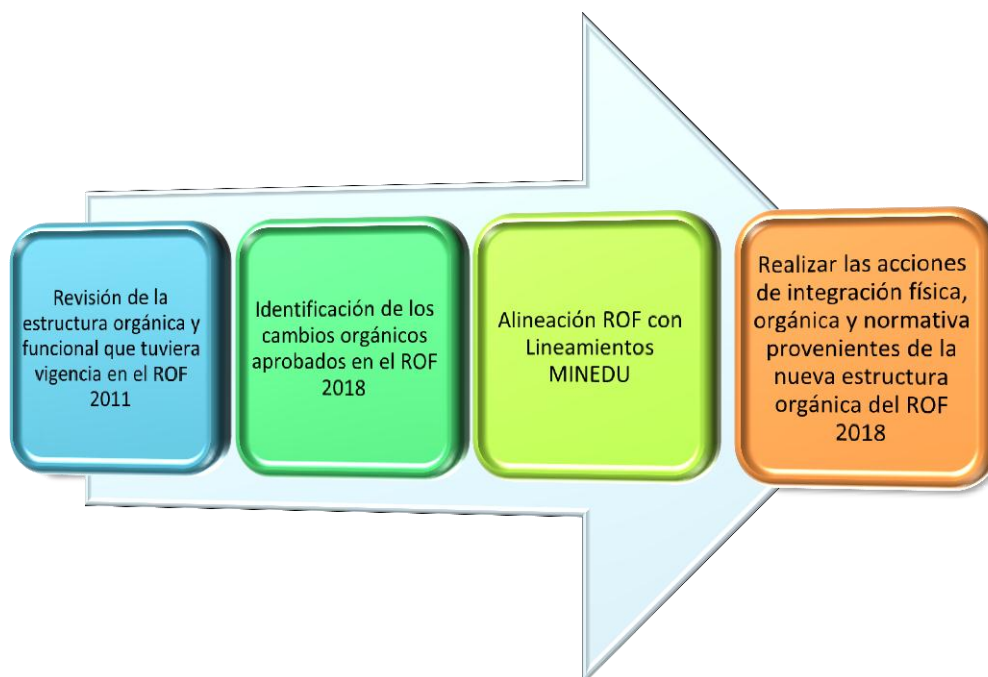 Revisión de la
estructura orgánica y
funcional que tuviera
vigencia en el ROF
2011
Identificación de los
cambios orgánicos
aprobados en el ROF
2018
Alineación ROF con
Lineamientos
MINEDU
Realizar las acciones
de integración física,
orgánica y normativa
provenientes de la
nueva estructura
orgánica del ROF
2018